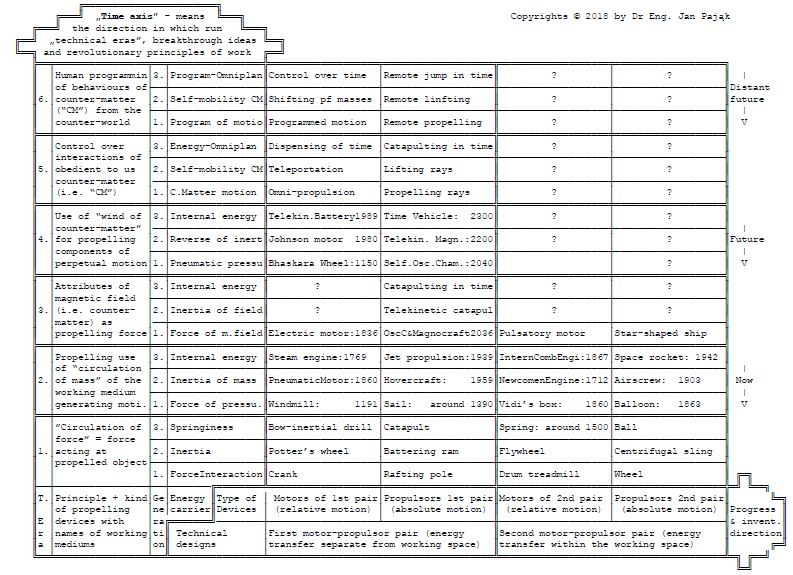 „Time axis" - means Copyrights © 2018 by Dr Eng. Jan Pająk
the direction in which run
„technical eras", breakthrough ideas
and revolutionary principles of work
Human programmin 3. Program-Omniplan Control over time Remote jump in time ? ? |
of behaviours of Distant
6. counter-matter 2. Self-mobility CM Shifting pf masses Remote linfting ? ? future
("CM") from the |
counter-world 1. Program of motio Programmed motion Remote propelling ? ? V
Control over 3. Energy-Omniplan Dispensing of time Catapulting in time ? ?
interactions of
5. obedient to us 2. Self-mobility CM Teleportation Lifting rays ? ?
counter-matter
(i.e. "CM") 1. C.Matter motion Omni-propulsion Propelling rays ? ?
Use of "wind of 3. Internal energy Telekin.Battery1989 Time Vehicle: 2300 ? ?
counter-matter" |
4. for propelling 2. Reverse of inert Johnson motor 1980 Telekin. Magn.:2200 ? ? Future
components of |
perpetual motion 1. Pneumatic pressu Bhaskara Wheel:1150 Self.Osc.Cham.:2040 ? ? V
Attributes of 3. Internal energy ? Catapulting in time ? ?
magnetic field
3. (i.e. counter- 2. Inertia of field ? Telekinetic catapul ? ?
matter) as
propelling force 1. Force of m.field Electric motor:1836 OscC&Magnocraft2036 Pulsatory motor Star-shaped ship
Propelling use 3. Internal energy Steam engine:1769 Jet propulsion:1939 InternCombEngi:1867 Space rocket: 1942
of "circulation |
2. of mass" of the 2. Inertia of mass PneumaticMotor:1860 Hovercraft: 1959 NewcomenEngine:1712 Airscrew: 1903 Now
working medium |
generating moti. 1. Force of pressu. Windmill: 1191 Sail: around 1390 Vidi's box: 1860 Balloon: 1863 V
"Circulation of 3. Springiness Bow-inertial drill Catapult Spring: around 1500 Ball
force" = force
1. acting at 2. Inertia Potter's wheel Battering ram Flywheel Centrifugal sling
propelled object
1. ForceInteraction Crank Rafting pole Drum treadmill Wheel
T. Principle + kind Ge Energy Type of Motors of 1st pair Propulsors 1st pair Motors of 2nd pair Propulsors 2nd pair
of propelling ne carrier Devices (relative motion) (absolute motion) (relative motion) (absolute motion) Progress
E devices with ra & invent.
r names of working ti Technical First motor-propulsor pair (energy Second motor-propulsor pair (energy direction
a mediums on designs transfer separate from working space) transfer within the working space)